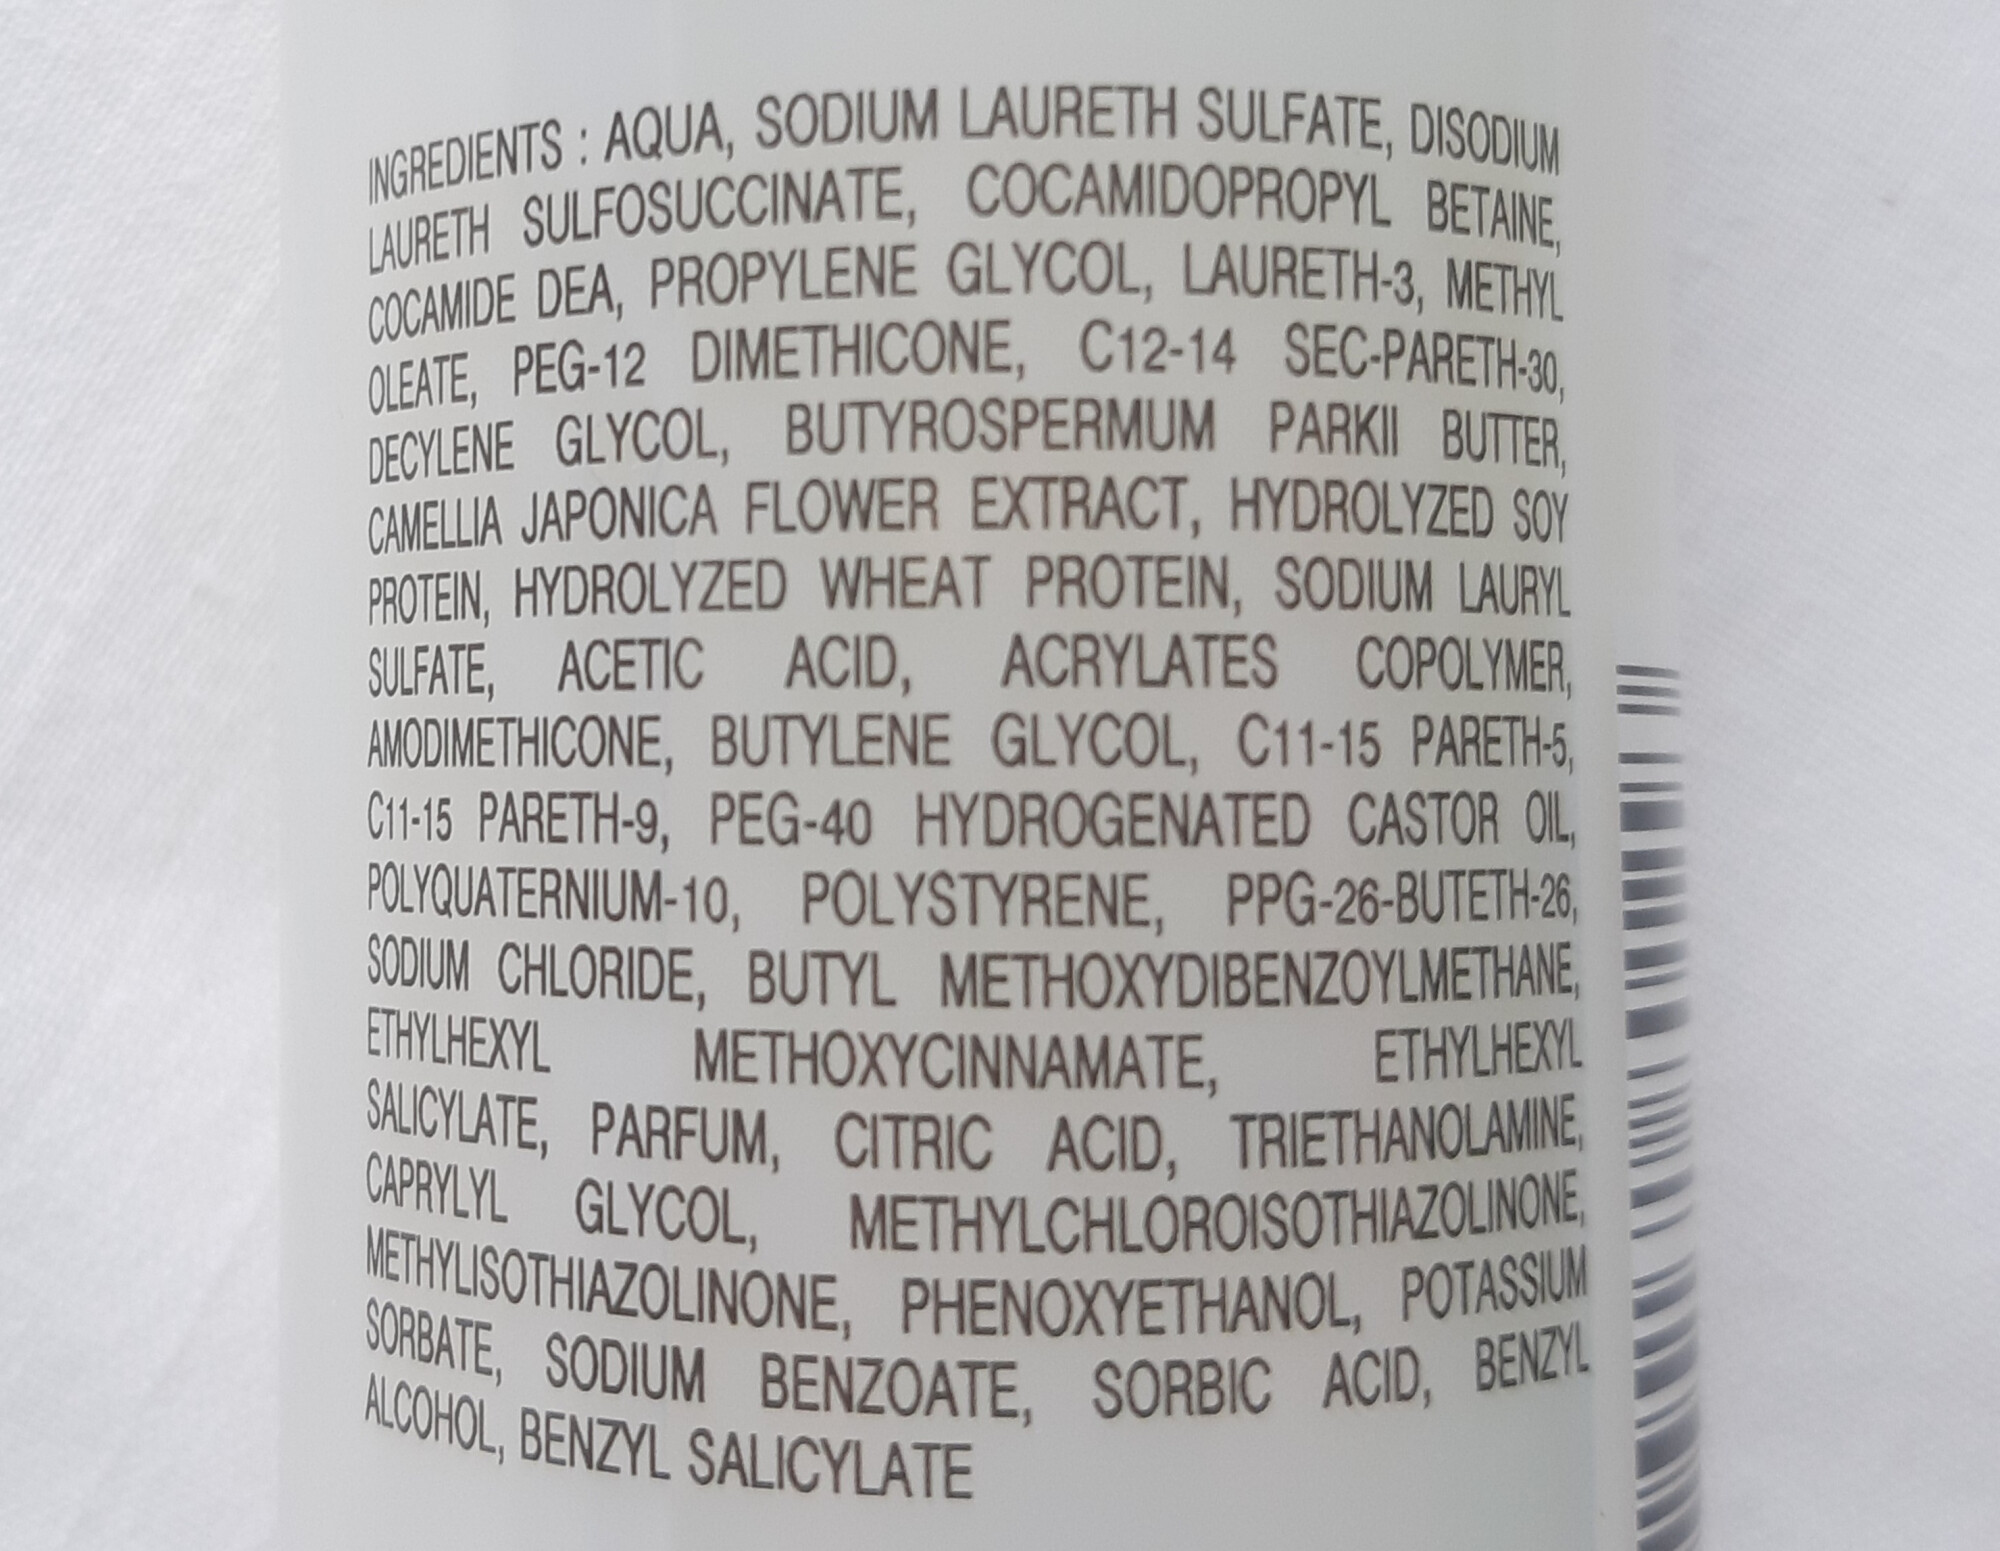 INGREDIENTS : AQUA, SODIUM LAURETH SULFATE, DISODIUM
LAURETH SULFOSUCCINATE, COCAMIDOPROPYL BETAINE,
COCAMIDE DEA, PROPYLENE GLYCOL, LAURETH-3, METHYL
OLEATE, PEG-12 DIMETHICONE, C12-14 SEC-PARETH-30,
DECYLENE GLYCOL, BUTYROSPERMUM PARKII BUTTER,
CAMELLIA JAPONICA FLOWER EXTRACT, HYDROLYZED SOY
PROTEIN, HYDROLYZED WHEAT PROTEIN, SODIUM LAURYL
SULFATE, ACETIC ACID, ACRYLATES COPOLYMER,
AMODIMETHICONE, BUTYLENE GLYCOL, C11-15 PARETH-5,
C11-15 PARETH-9, PEG-40 HYDROGENATED CASTOR OIL,
POLYQUATERNIUM-10, POLYSTYRENE, PPG-26-BUTETH-26,
SODIUM CHLORIDE, BUTYL METHOXYDIBENZOYLMETHANE,
ETHYLHEXYL METHOXYCINNAMATE, ETHYLHEXYL
SALICYLATE, PARFUM, CITRIC ACID, TRIETHANOLAMINE,
CAPRYLYL GLYCOL, METHYLCHLOROISOTHIAZOLINONE,
METHYLISOTHIAZOLINONE, PHENOXYETHANOL, POTASSIUM
SORBATE, SODIUM BENZOATE, SORBIC ACID, BENZYL
ALCOHOL, BENZYL SALICYLATE